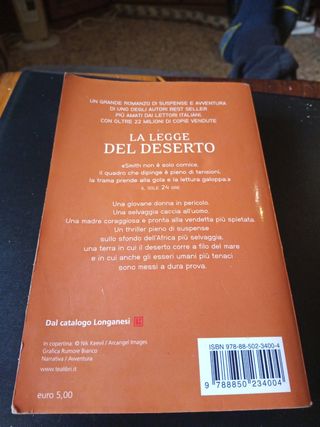 UN GRANDE ROMANZO DI SUSPENSE E AVVENTURA
DI UNO DEGLI AUTORI BEST SELLER
PIÙ AMATI DAI LETTORI ITALIANI
CON OLTRE 22 MILIONI DI COPIE VENDUTE
LA LEGGE
DEL DESERTO
«Smith non è solo cornice.
Il quadro che dipinge è pieno di tensioni,
la trama prende alla gola e la lettura galoppa.»
IL SOLE 24 ORE
Una giovane donna in pericolo.
Una selvaggia caccia all'uomo.
Una madre coraggiosa e pronta alla vendetta più spietata.
Un thriller pieno di suspense
sullo sfondo dell'Africa più selvaggia,
una terra in cui il deserto corre a filo del mare
e in cui anche gli esseri umani più tenaci
sono messi a dura prova.
Dal catalogo Longanesi
In copertina: © Nik Keevil / Arcangel Images
Grafica Rumore Bianco
Narrativa / Avventura
www.tealibri.it
euro 5,00
ISBN 978-88-502-3400-4
9 788850 234004